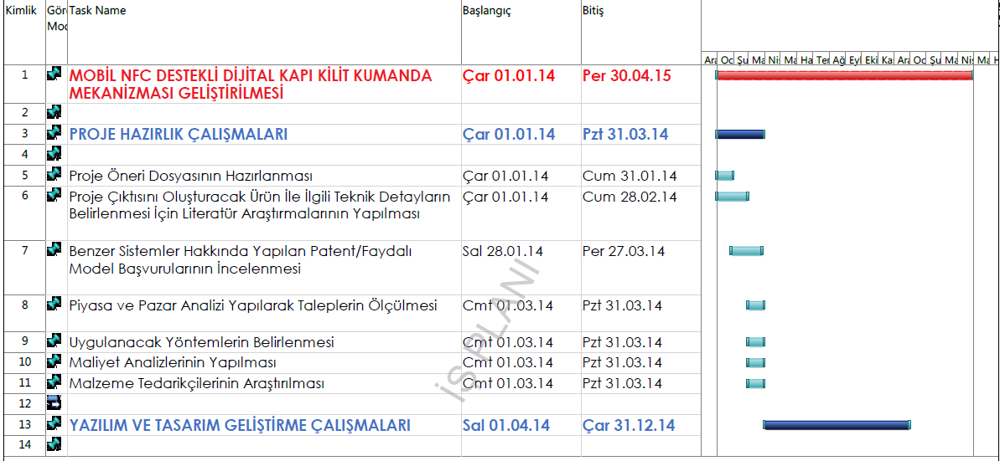 Kimlik Task Name Başlangıç Bitiş
Ara Oc Şu Ma Nis Ma Ha Ter Ağ Eyl Eki Ka Ara Oc Şu Ma Nis Ma H
1 MOBİL NFC DESTEKLİ DİJİTAL KAPI KİLİT KUMANDA Çar 01.01.14 Per 30.04.15
MEKANİZMASI GELİŞTİRİLMESİ
2
3 PROJE HAZIRLIK ÇALIŞMALARI Çar 01.01.14 Pzt 31.03.14
4
5 Proje Öneri Dosyasının Hazırlanması Çar 01.01.14 Cum 31.01.14
6 Proje Çıktısını Oluşturacak Ürün İle İlgili Teknik Detayların Çar 01.01.14 Cum 28.02.14
Belirlenmesi İçin Literatür Araştırmalarının Yapılması
7 Benzer Sistemler Hakkında Yapılan Patent/Faydalı Sal 28.01.14 Per 27.03.14
Model Başvurularının İncelenmesi
8 Piyasa ve Pazar Analizi Yapılarak Taleplerin Ölçülmesi Cmt 01.03.14 Pzt 31.03.14
9 Uygulanacak Yöntemlerin Belirlenmesi Cmt 01.03.14 Pzt 31.03.14
10 Maliyet Analizlerinin Yapılması Cmt 01.03.14 Pzt 31.03.14
11 Malzeme Tedarikçilerinin Araştırılması Cmt 01.03.14 Pzt 31.03.14
12
13 YAZILIM VE TASARIM GELİŞTİRME ÇALIŞMALARI Sal 01.04.14 Çar 31.12.14
14
İŞ PLANI